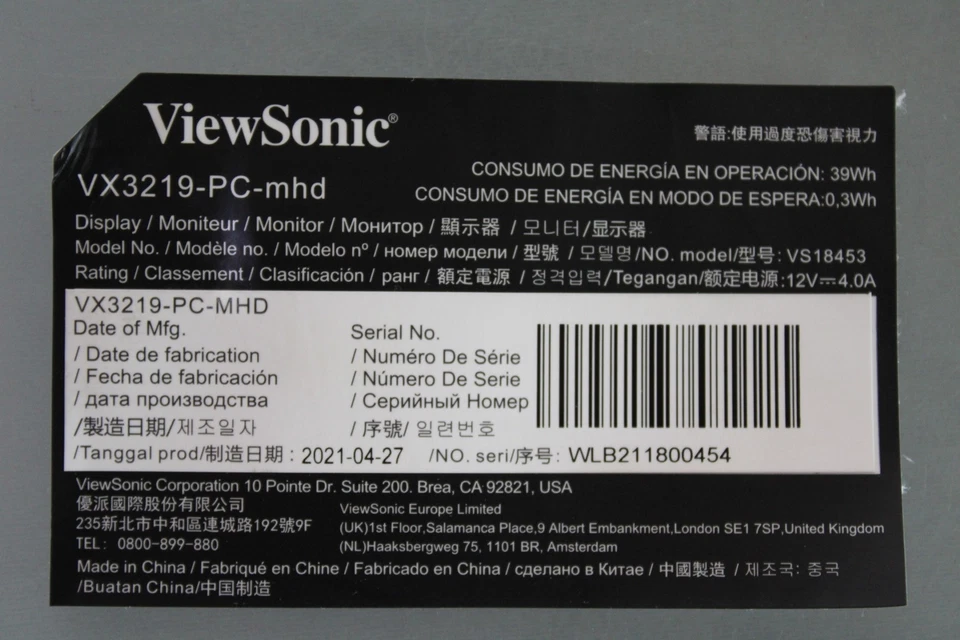 ViewSonic®
警語:使用過度恐傷害視力
VX3219-PC-mhd
CONSUMO DE ENERGÍA EN OPERACIÓN: 39Wh
CONSUMO DE ENERGÍA EN MODO DE ESPERA:0,3Wh
Display / Moniteur / Monitor / Монитор / 顯示器 / 모니터/显示器
Model No. / Modèle no. / Modelo nº / номер модели / 型號 / 모델명/NO. model/型号: VS18453
Rating / Classement / Clasificación / ранг / 額定電源 / 정격입력/Tegangan/额定电源:12V⎓4.0A
VX3219-PC-MHD
Date of Mfg.
/ Date de fabrication
/ Fecha de fabricación
/ дата производства
/製造日期/제조일자
/Tanggal prod/制造日期: 2021-04-27
Serial No.
/ Numéro De Série
/ Número De Serie
/ Серийный Номер
/ 序號/ 일련번호
/NO. seri/序号: WLB211800454
ViewSonic Corporation 10 Pointe Dr. Suite 200. Brea, CA 92821, USA
優派國際股份有限公司
235新北市中和區連城路192號9F
TEL: 0800-899-880
ViewSonic Europe Limited
(UK)1st Floor,Salamanca Place,9 Albert Embankment,London SE1 7SP,United Kingdom
(NL)Haaksbergweg 75, 1101 BR, Amsterdam
Made in China / Fabriqué en Chine / Fabricado en China / сделано в Китае / 中國製造 / 제조국: 중국
/Buatan China/中国制造